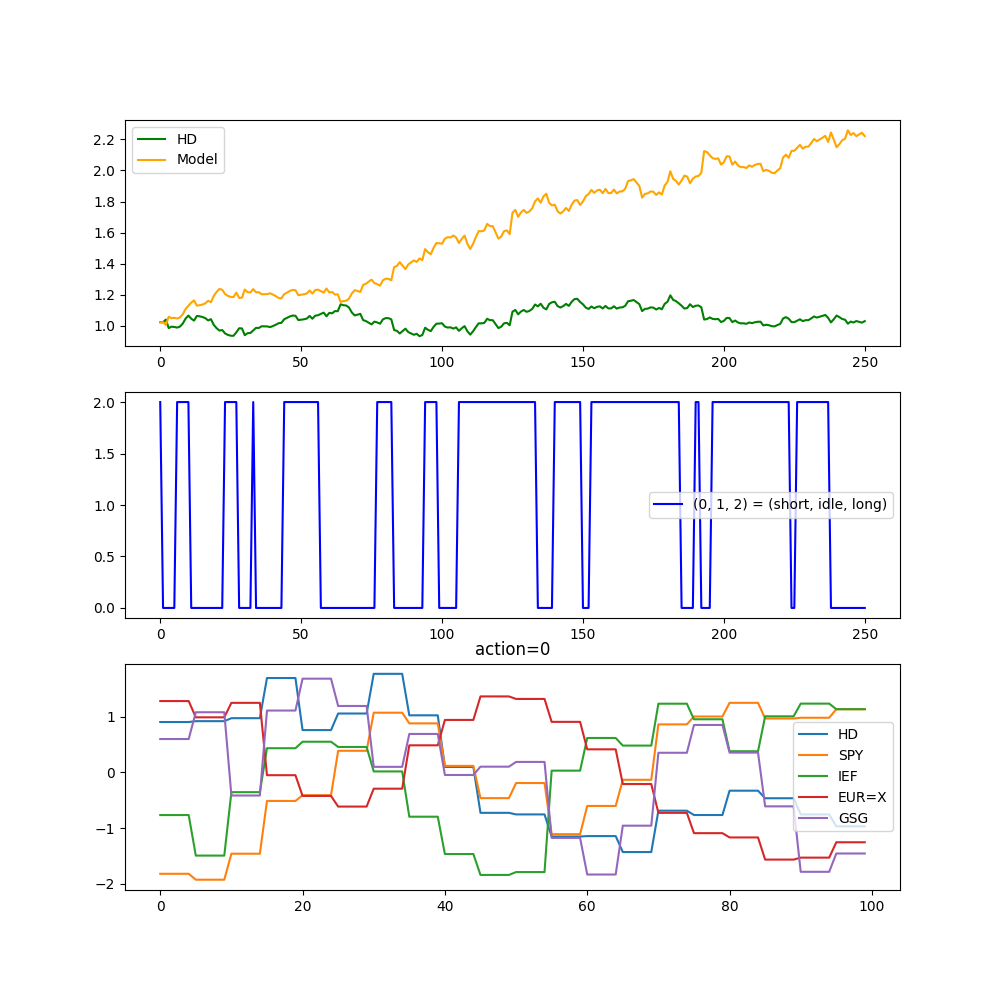 HD
Model
2.2
2.0
1.8
1.6
1.4
1.2
1.0
0 50 100 150 200 250
2.0
1.5
1.0
0.5
0.0
(0, 1, 2) = (short, idle, long)
0 50 100 150 200 250
action=0
1
0
−1
−2
HD
SPY
IEF
EUR=X
GSG
0 20 40 60 80 100